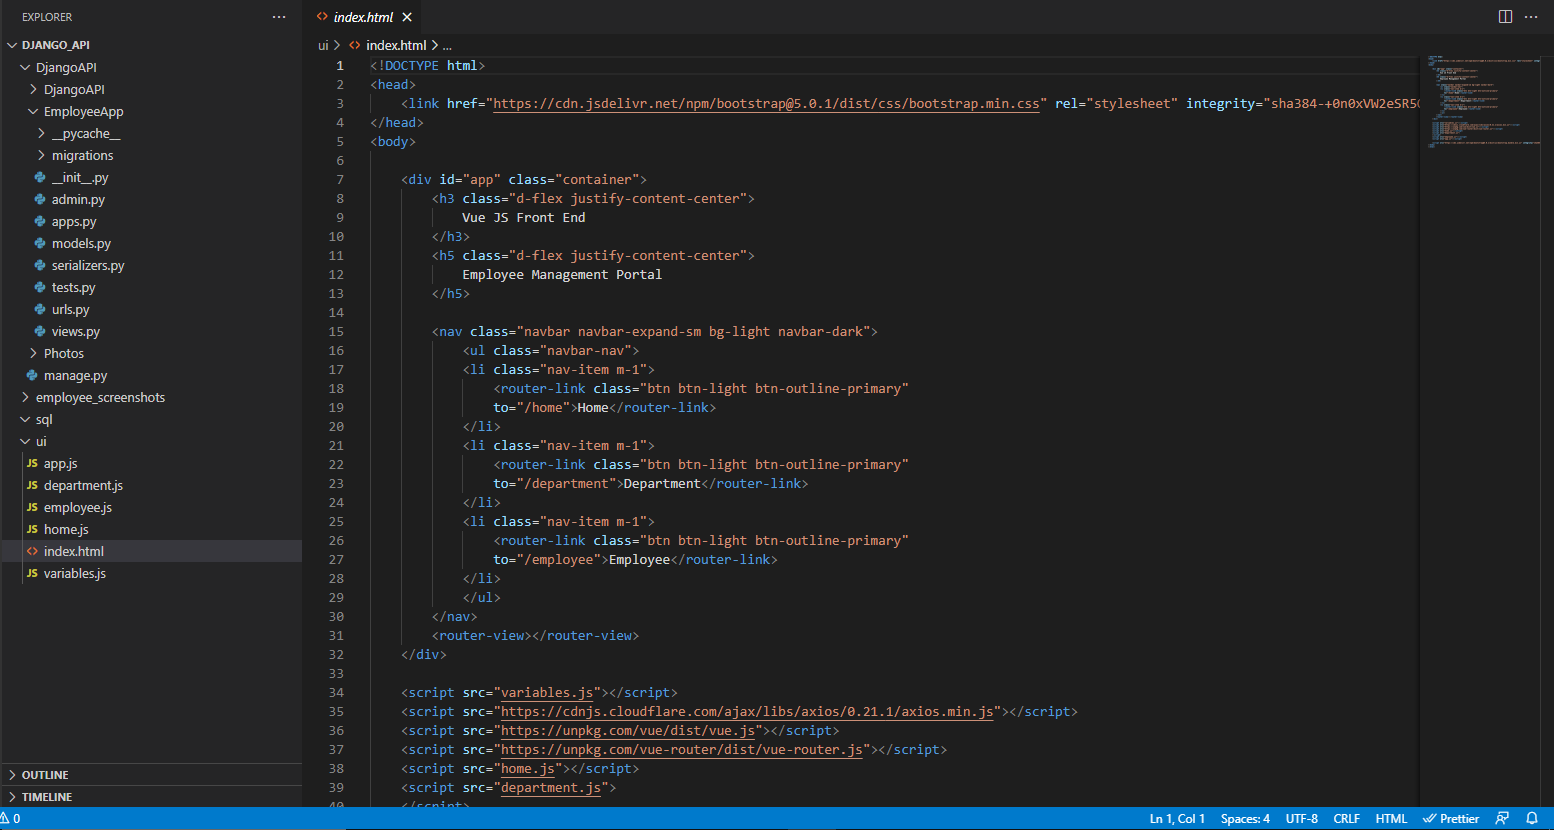 EXPLORER
DJANGO_API
DjangoAPI
DjangoAPI
EmployeeApp
__pycache__
migrations
__init__.py
admin.py
apps.py
models.py
serializers.py
tests.py
urls.py
views.py
Photos
manage.py
employee_screenshots
sql
ui
JS app.js
JS department.js
JS employee.js
JS home.js
<> index.html
JS variables.js
OUTLINE
TIMELINE
<> index.html ×
ui > <> index.html > ...
1 <!DOCTYPE html>
2 <head>
3 <link href="https://cdn.jsdelivr.net/npm/bootstrap@5.0.1/dist/css/bootstrap.min.css" rel="stylesheet" integrity="sha384-+0n0xVW2eSR5O
4 </head>
5 <body>
6
7 <div id="app" class="container">
8 <h3 class="d-flex justify-content-center">
9 Vue JS Front End
10 </h3>
11 <h5 class="d-flex justify-content-center">
12 Employee Management Portal
13 </h5>
14
15 <nav class="navbar navbar-expand-sm bg-light navbar-dark">
16 <ul class="navbar-nav">
17 <li class="nav-item m-1">
18 <router-link class="btn btn-light btn-outline-primary"
19 to="/home">Home</router-link>
20 </li>
21 <li class="nav-item m-1">
22 <router-link class="btn btn-light btn-outline-primary"
23 to="/department">Department</router-link>
24 </li>
25 <li class="nav-item m-1">
26 <router-link class="btn btn-light btn-outline-primary"
27 to="/employee">Employee</router-link>
28 </li>
29 </ul>
30 </nav>
31 <router-view></router-view>
32 </div>
33
34 <script src="variables.js"></script>
35 <script src="https://cdnjs.cloudflare.com/ajax/libs/axios/0.21.1/axios.min.js"></script>
36 <script src="https://unpkg.com/vue/dist/vue.js"></script>
37 <script src="https://unpkg.com/vue-router/dist/vue-router.js"></script>
38 <script src="home.js"></script>
39 <script src="department.js">
40 </script>
0
Ln 1, Col 1 Spaces: 4 UTF-8 CRLF HTML Prettier